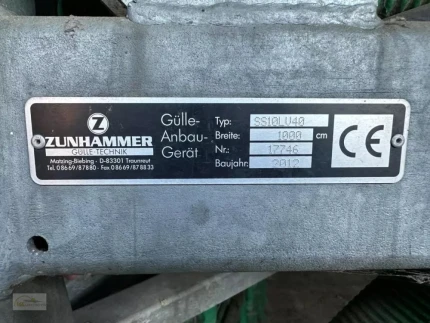 Z
ZUNHAMMER
GÜLLE-TECHNIK
Matzing-Biebing - D-83301 Traunreut
Tel. 08669/87880 - Fax 08669/878833
Gülle-
Anbau-
Gerät
Typ: SS10LU40
Breite: 1000 cm
Nr.: 17746
Baujahr: 2012
CE